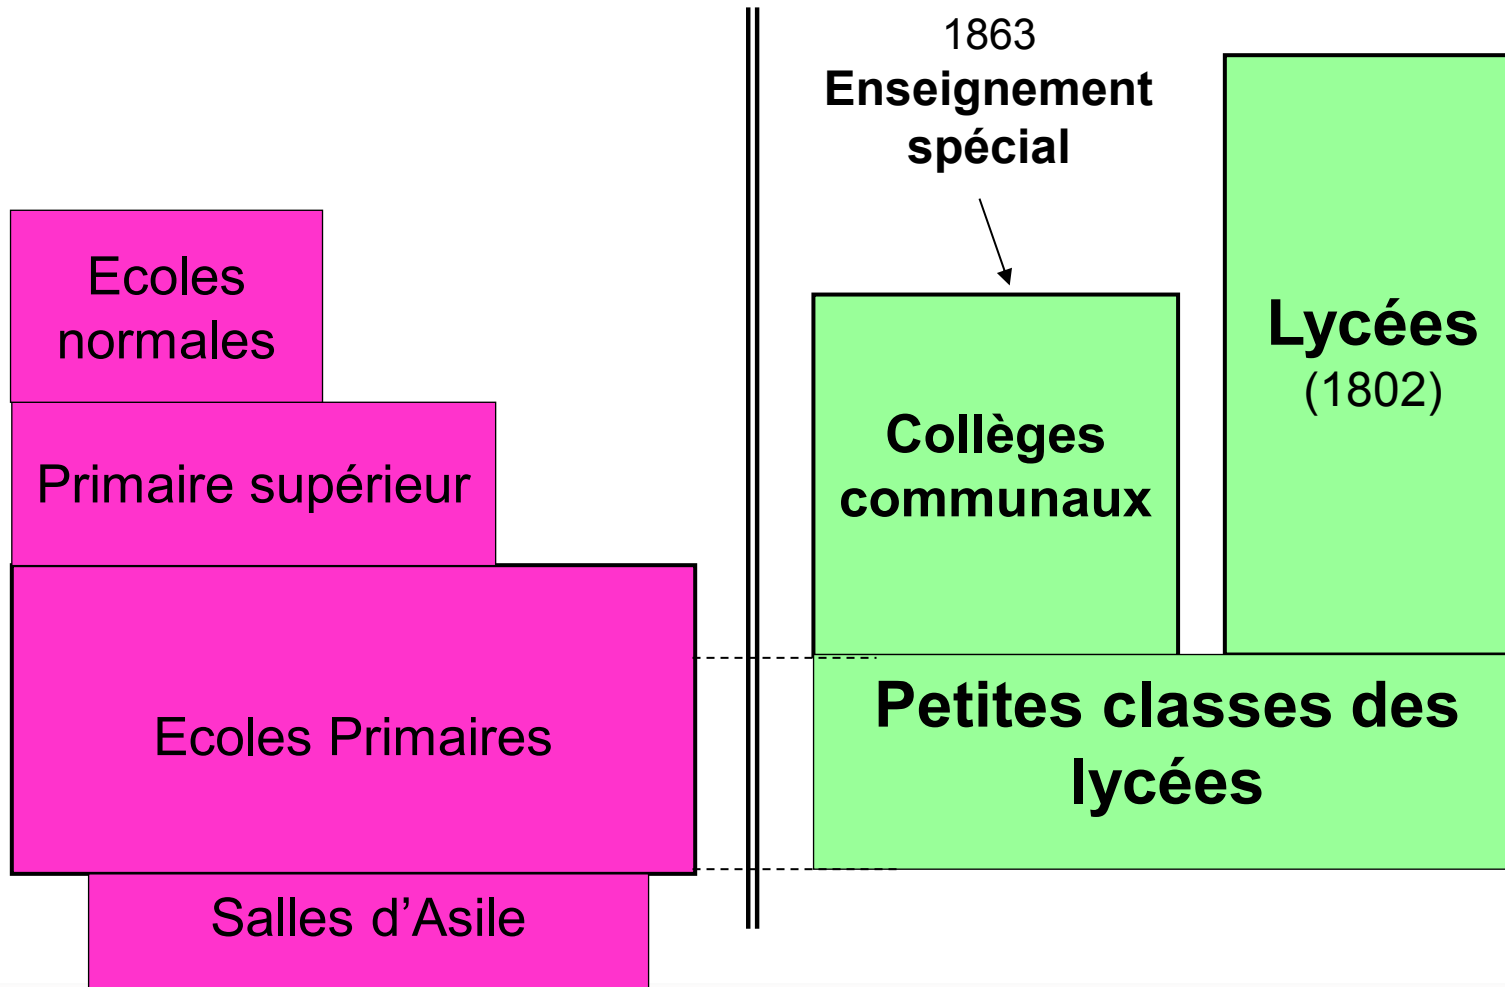 Ecoles
normales
Primaire supérieur
Ecoles Primaires
Salles d’Asile
1863
Enseignement
spécial
Collèges
communaux
Lycées
(1802)
Petites classes des
lycées